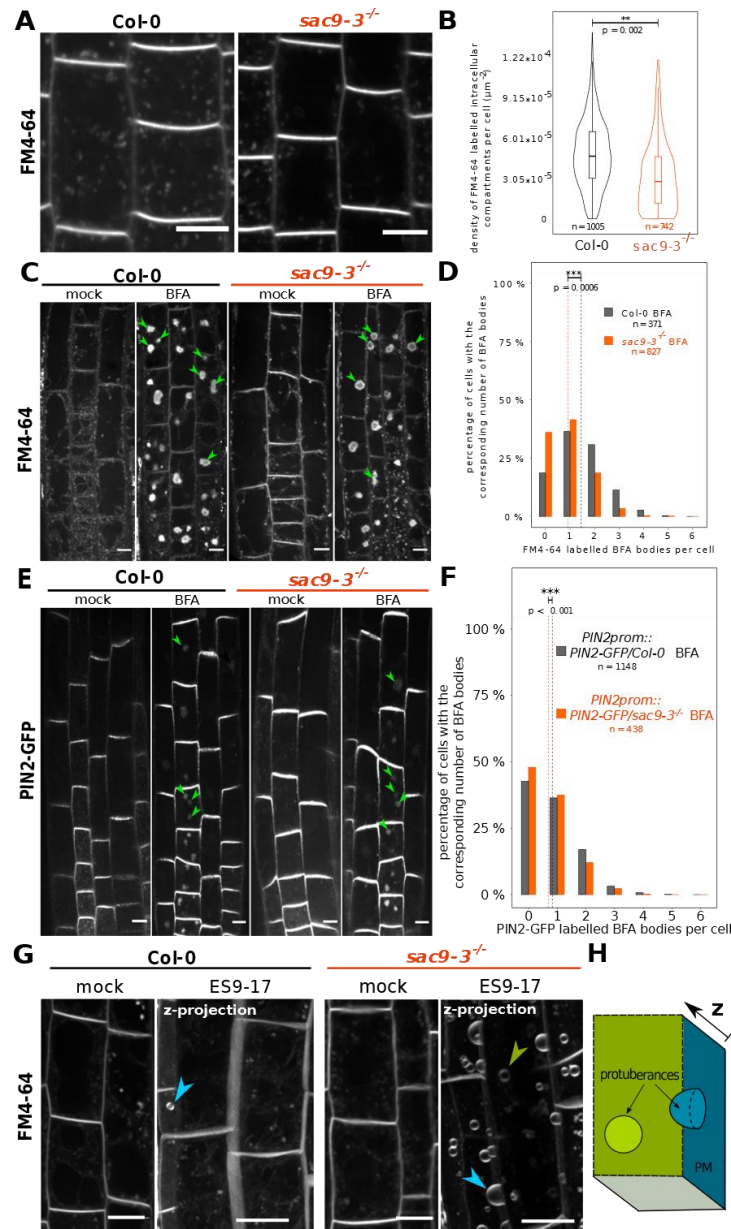 A
Col-0
sac9-3-/-
FM4-64
B
density of FM4-64 labelled intracellular
compartments per cell (µm-2)
**
p = 0.002
1.22*10-4
9.15*10-5
6.01*10-5
3.05*10-5
0
n=1005
n=742
Col-0
sac9-3-/-
C
Col-0
sac9-3-/-
mock
BFA
mock
BFA
FM4-64
D
percentage of cells with the
corresponding number of BFA bodies
100 %
75 %
50 %
25 %
0 %
***
p = 0.0006
Col-0 BFA
n=371
sac9-3-/- BFA
n=827
0 1 2 3 4 5 6
FM4-64 labelled BFA bodies per cell
E
Col-0
sac9-3-/-
mock
BFA
mock
BFA
PIN2-GFP
F
percentage of cells with the
corresponding number of BFA bodies
100 %
75 %
50 %
25 %
0 %
***
p < 0.001
PIN2prom::
PIN2-GFP/Col-0 BFA
n = 1148
PIN2prom::
PIN2-GFP/sac9-3-/- BFA
n = 438
0 1 2 3 4 5 6
PIN2-GFP labelled BFA bodies per cell
G
Col-0
sac9-3-/-
mock
ES9-17
mock
ES9-17
z-projection
z-projection
FM4-64
H
z
protuberances
PM